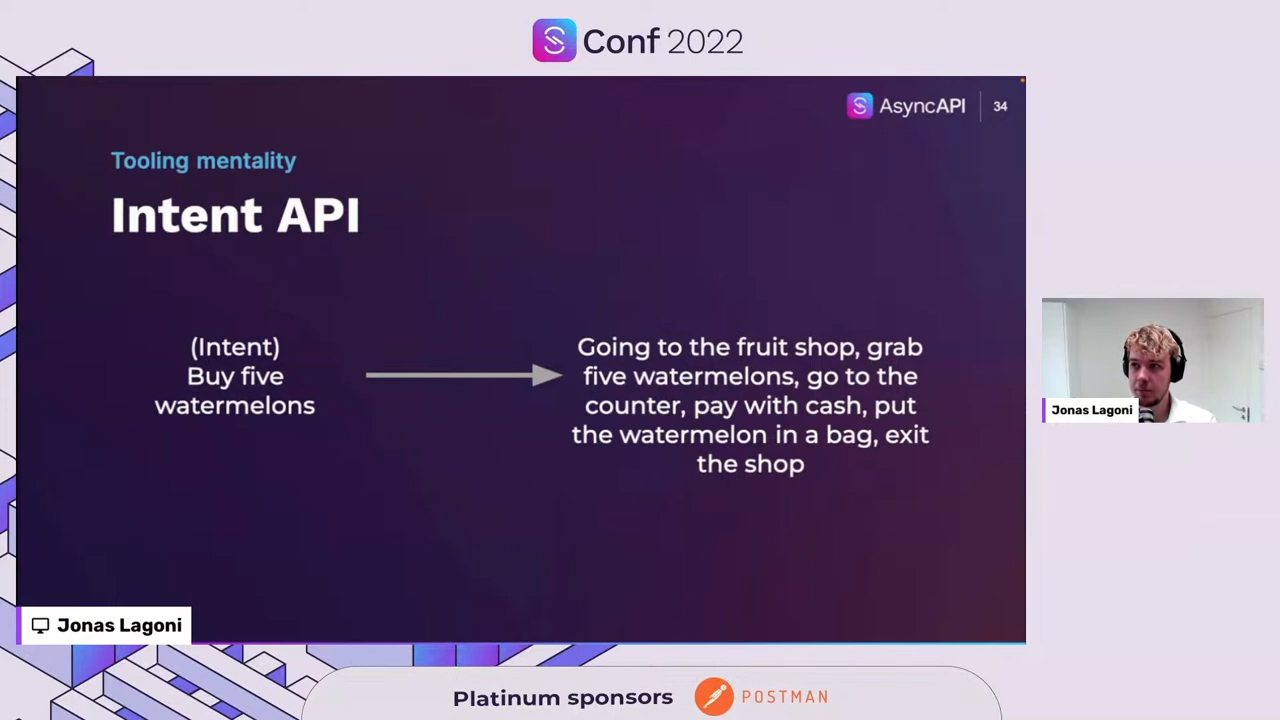 Conf 2022
AsyncAPI
34
Tooling mentality
Intent API
(Intent)
Buy five
watermelons
Going to the fruit shop, grab
five watermelons, go to the
counter, pay with cash, put
the watermelon in a bag, exit
the shop
Jonas Lagoni
Jonas Lagoni
Platinum sponsors
POSTMAN